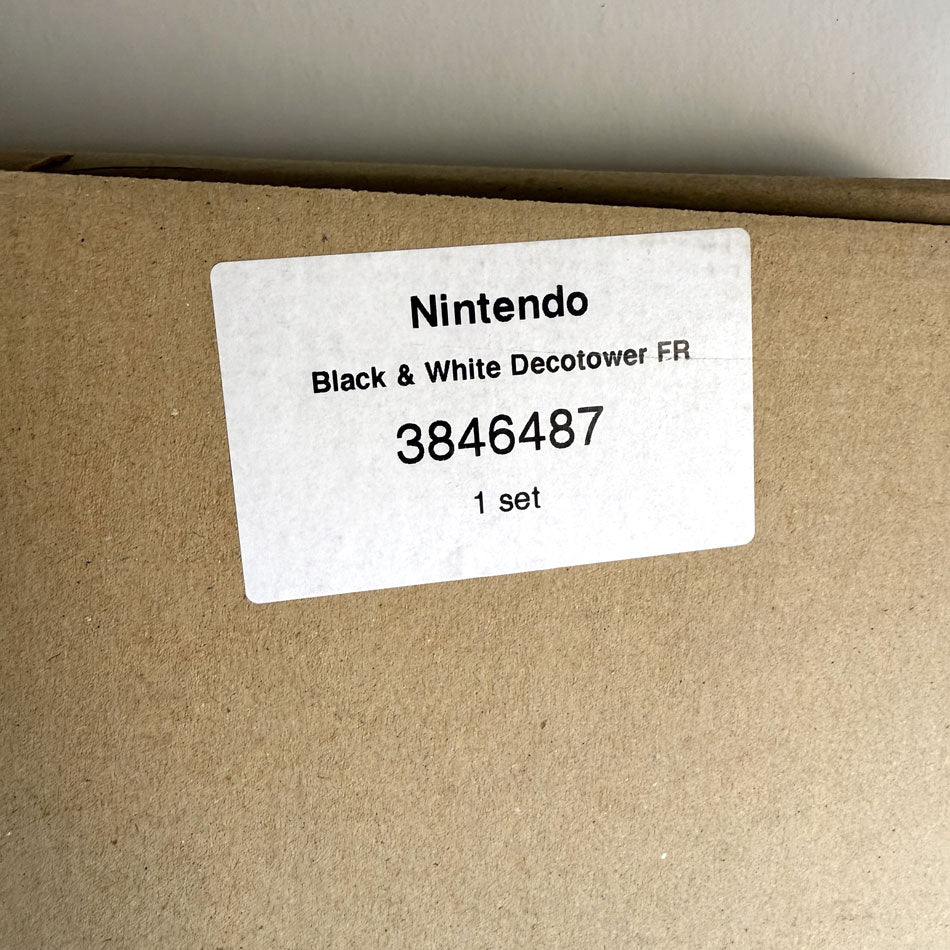 Nintendo
Black & White Decotower FR
3846487
1 set